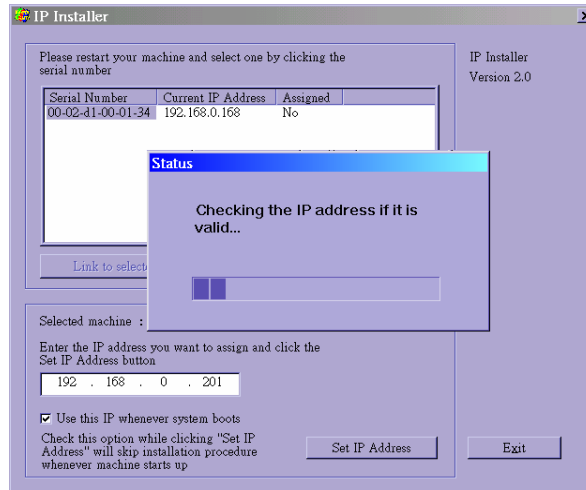 IP Installer
Please restart your machine and select one by clicking the
serial number
IP Installer
Version 2.0
Serial Number Current IP Address Assigned
00-02-d1-00-01-34 192.168.0.168 No
Status
Checking the IP address if it is
valid...
Link to select
Selected machine :
Enter the IP address you want to assign and click the
Set IP Address button
192 . 168 . 0 . 201
Use this IP whenever system boots
Check this option while clicking "Set IP
Address" will skip installation procedure
whenever machine starts up
Set IP Address
Exit